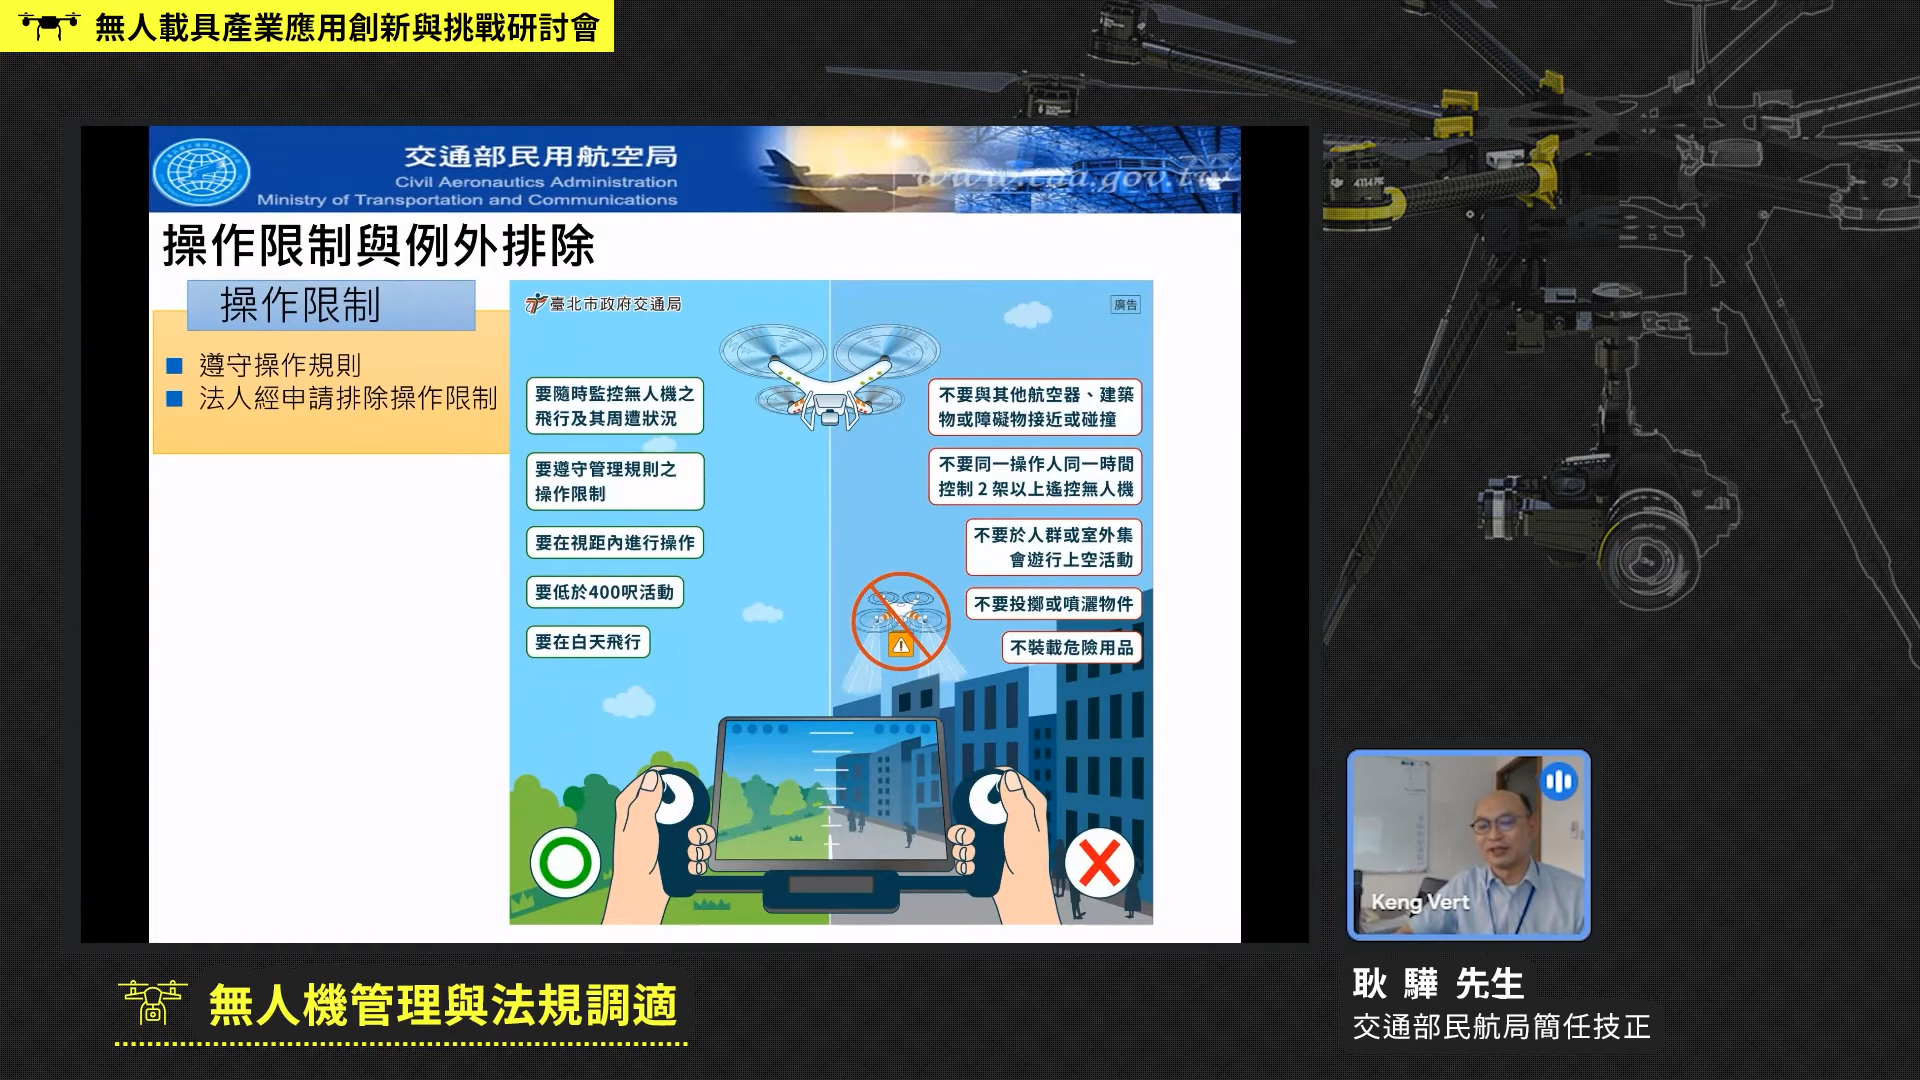 無人載具產業應用創新與挑戰研討會
交通部民用航空局
Civil Aeronautics Administration
Ministry of Transportation and Communications
www.caa.gov.tw
操作限制與例外排除
操作限制
遵守操作規則
法人經申請排除操作限制
臺北市政府交通局
廣告
要隨時監控無人機之
飛行及其周遭狀況
要遵守管理規則之
操作限制
要在視距內進行操作
要低於400呎活動
要在白天飛行
不要與其他航空器、建築
物或障礙物接近或碰撞
不要同一操作人同一時間
控制 2 架以上遙控無人機
不要於人群或室外集
會遊行上空活動
不要投擲或噴灑物件
不裝載危險用品
Keng Vert
耿 驊 先生
交通部民航局簡任技正
無人機管理與法規調適